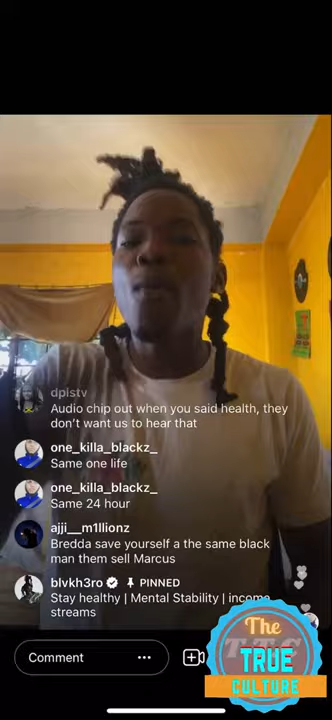 dplstv
Audio chip out when you said health, they
don't want us to hear that
one_killa_blackz_
Same one life
one_killa_blackz_
Same 24 hour
ajji__m1llionz
Bredda save yourself a the same black
man them sell Marcus
blvkh3ro PINNED
Stay healthy | Mental Stability | income
streams
Comment
The
TTC
TRUE
CULTURE